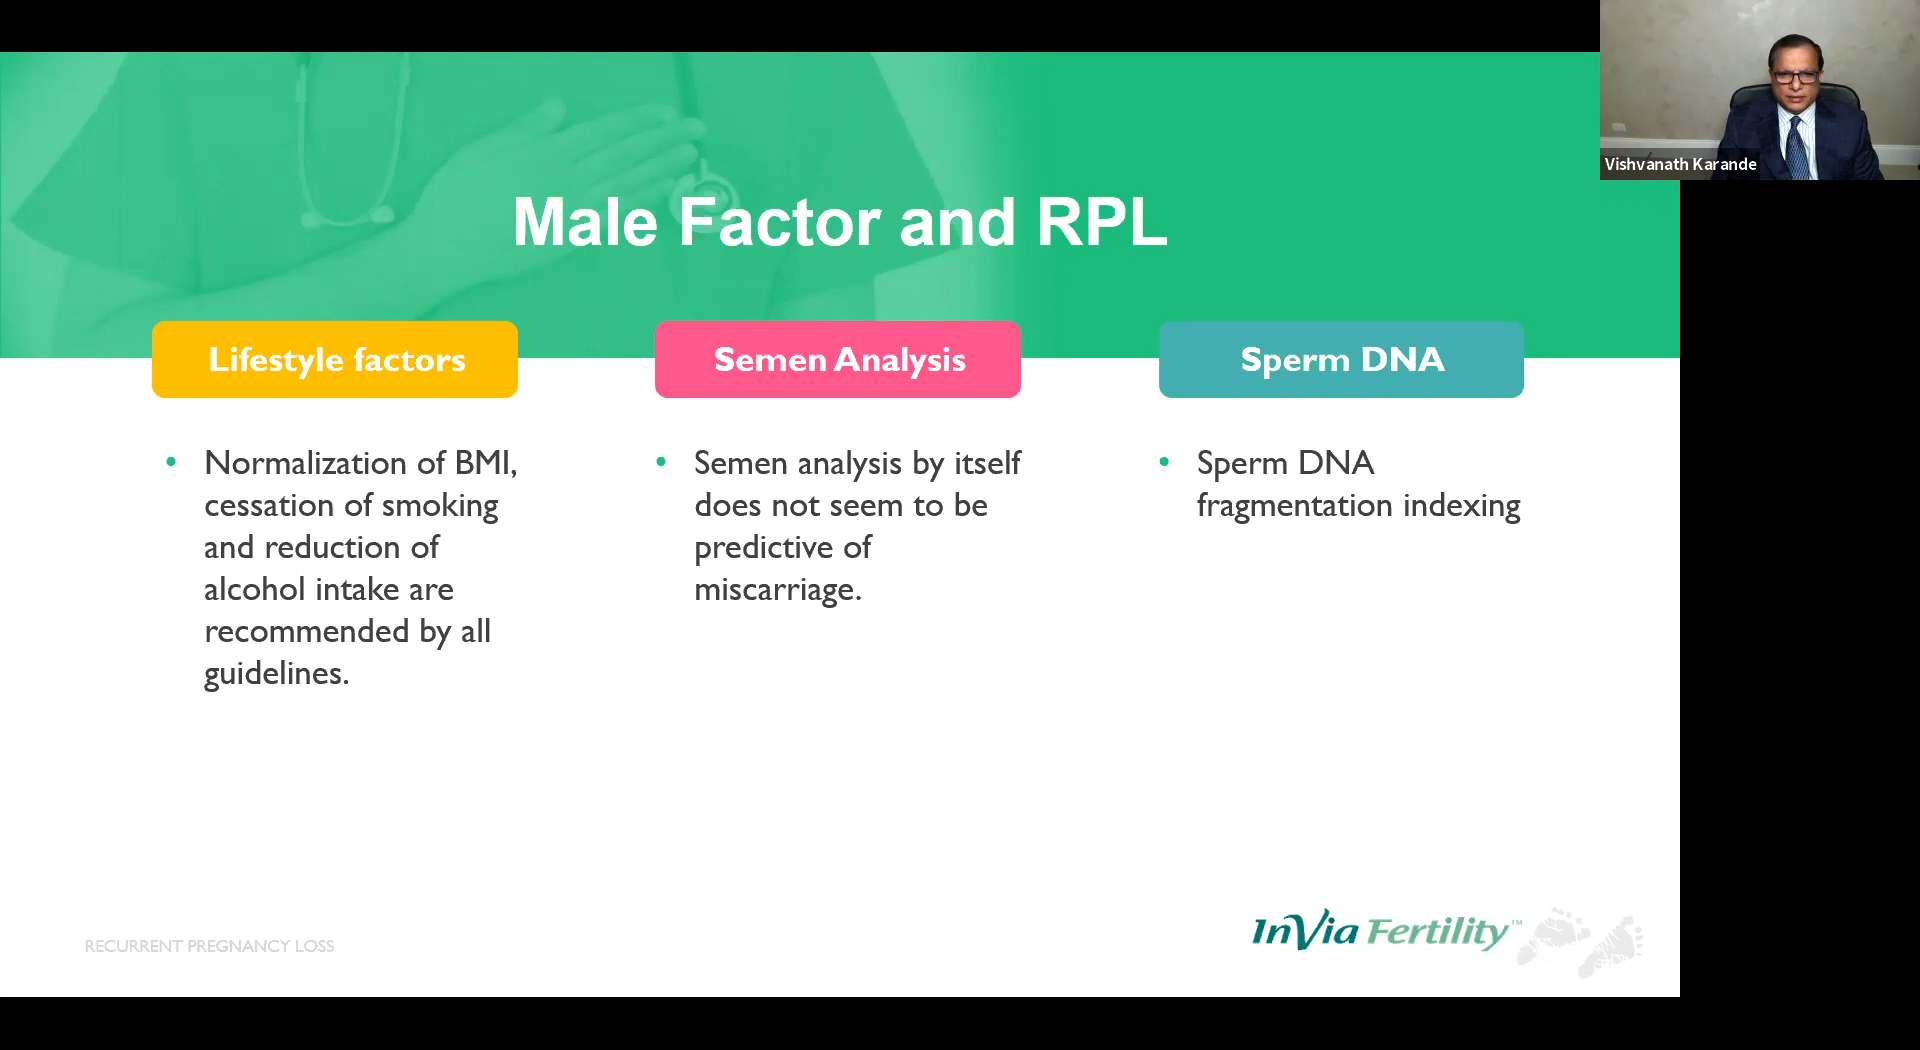 Vishvanath Karande
Male Factor and RPL
Lifestyle factors
• Normalization of BMI,
cessation of smoking
and reduction of
alcohol intake are
recommended by all
guidelines.
Semen Analysis
• Semen analysis by itself
does not seem to be
predictive of
miscarriage.
Sperm DNA
• Sperm DNA
fragmentation indexing
RECURRENT PREGNANCY LOSS
InVia Fertility™